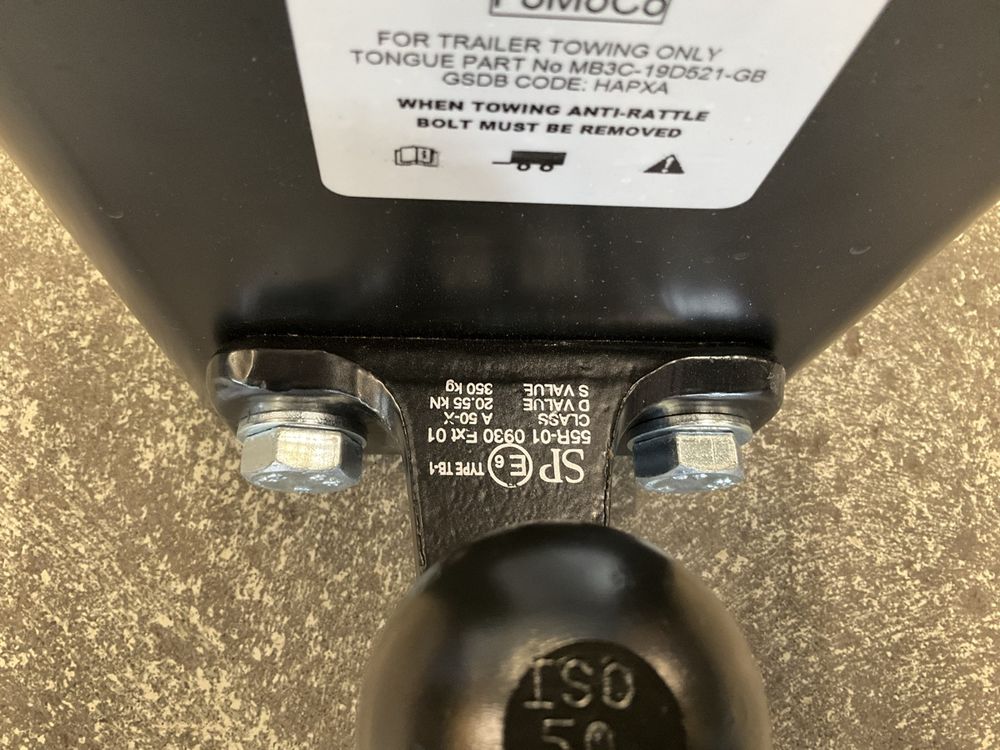 FoMoCo
FOR TRAILER TOWING ONLY
TONGUE PART No MB3C-19D521-GB
GSDB CODE: HAPXA
WHEN TOWING ANTI-RATTLE
BOLT MUST BE REMOVED
SP E6 TYPE TB-1
55R-01 0930 Ext 01
CLASS A 50-X
D VALUE 20.55 kN
S VALUE 350 kg
ISO
50